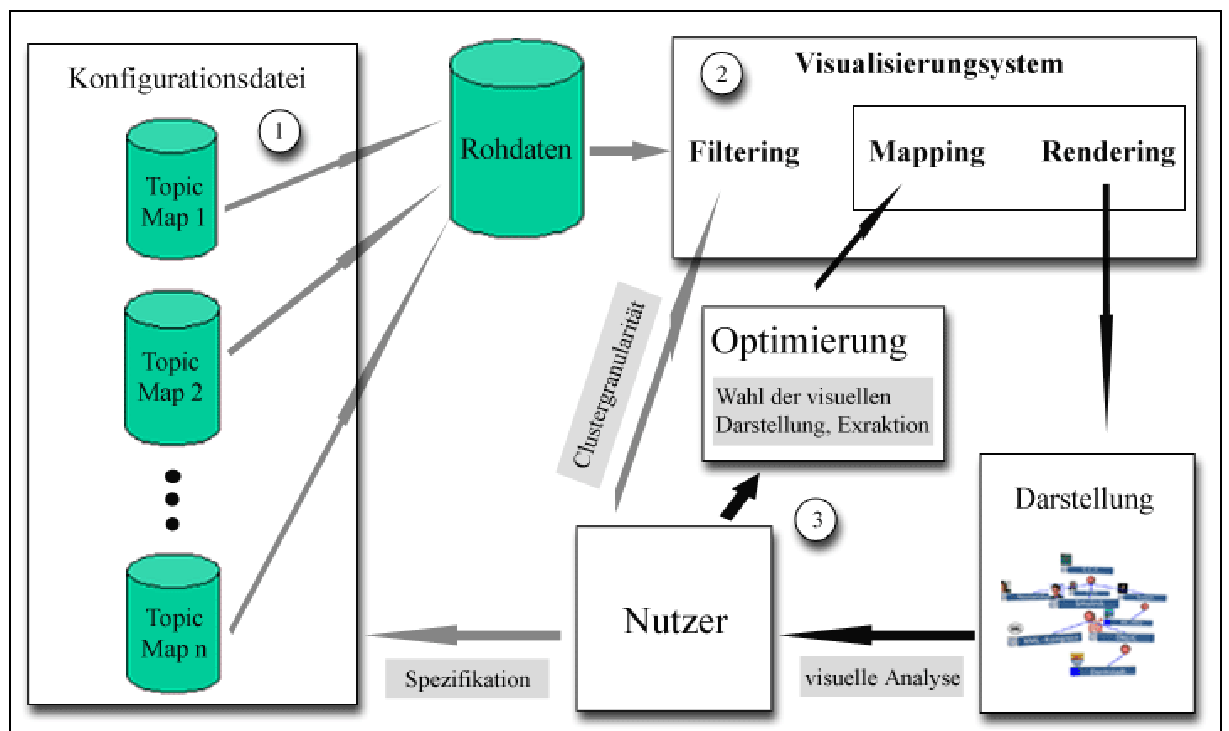 Konfigurationsdatei
1
Topic
Map 1
Topic
Map 2
Topic
Map n
Rohdaten
2
Visualisierungsystem
Filtering
Mapping
Rendering
Clustergranularität
Optimierung
Wahl der visuellen
Darstellung, Exraktion
3
Nutzer
Spezifikation
visuelle Analyse
Darstellung